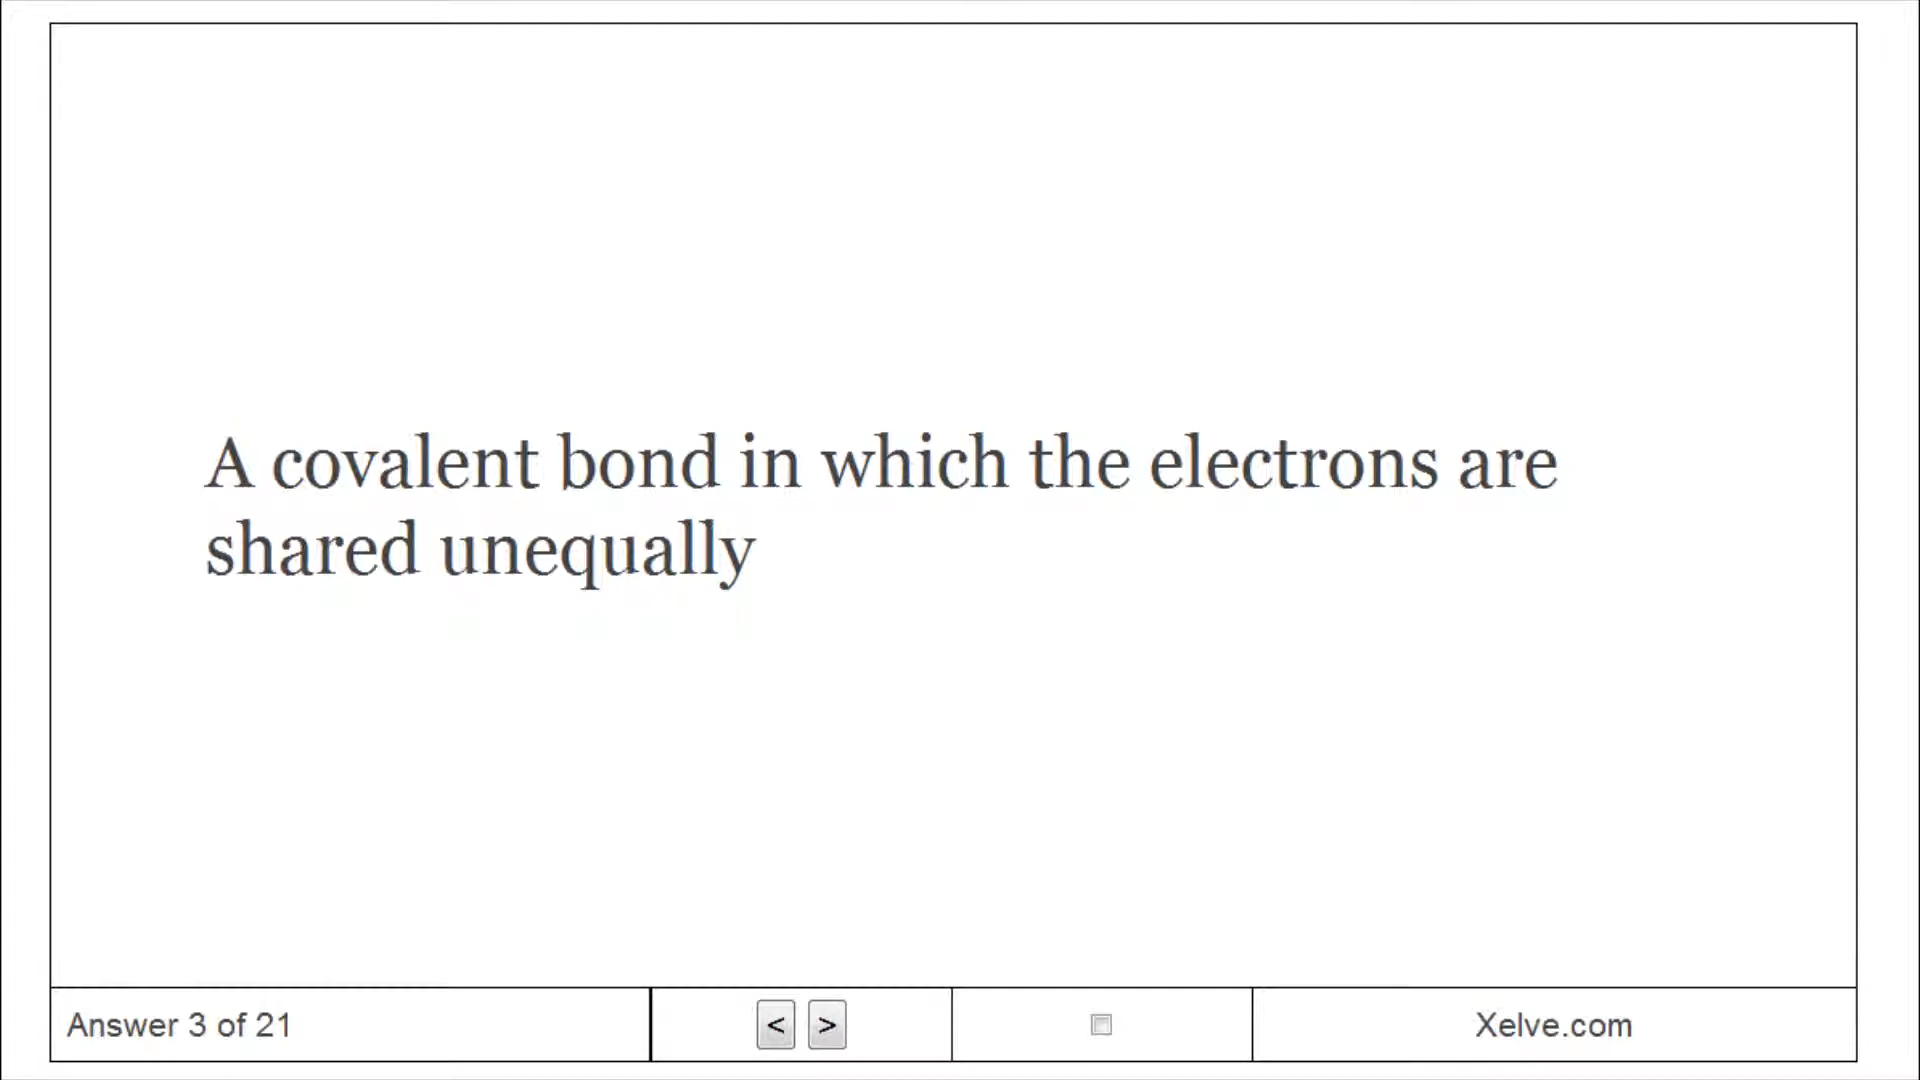 A covalent bond in which the electrons are
shared unequally
Answer 3 of 21
< >
Xelve.com